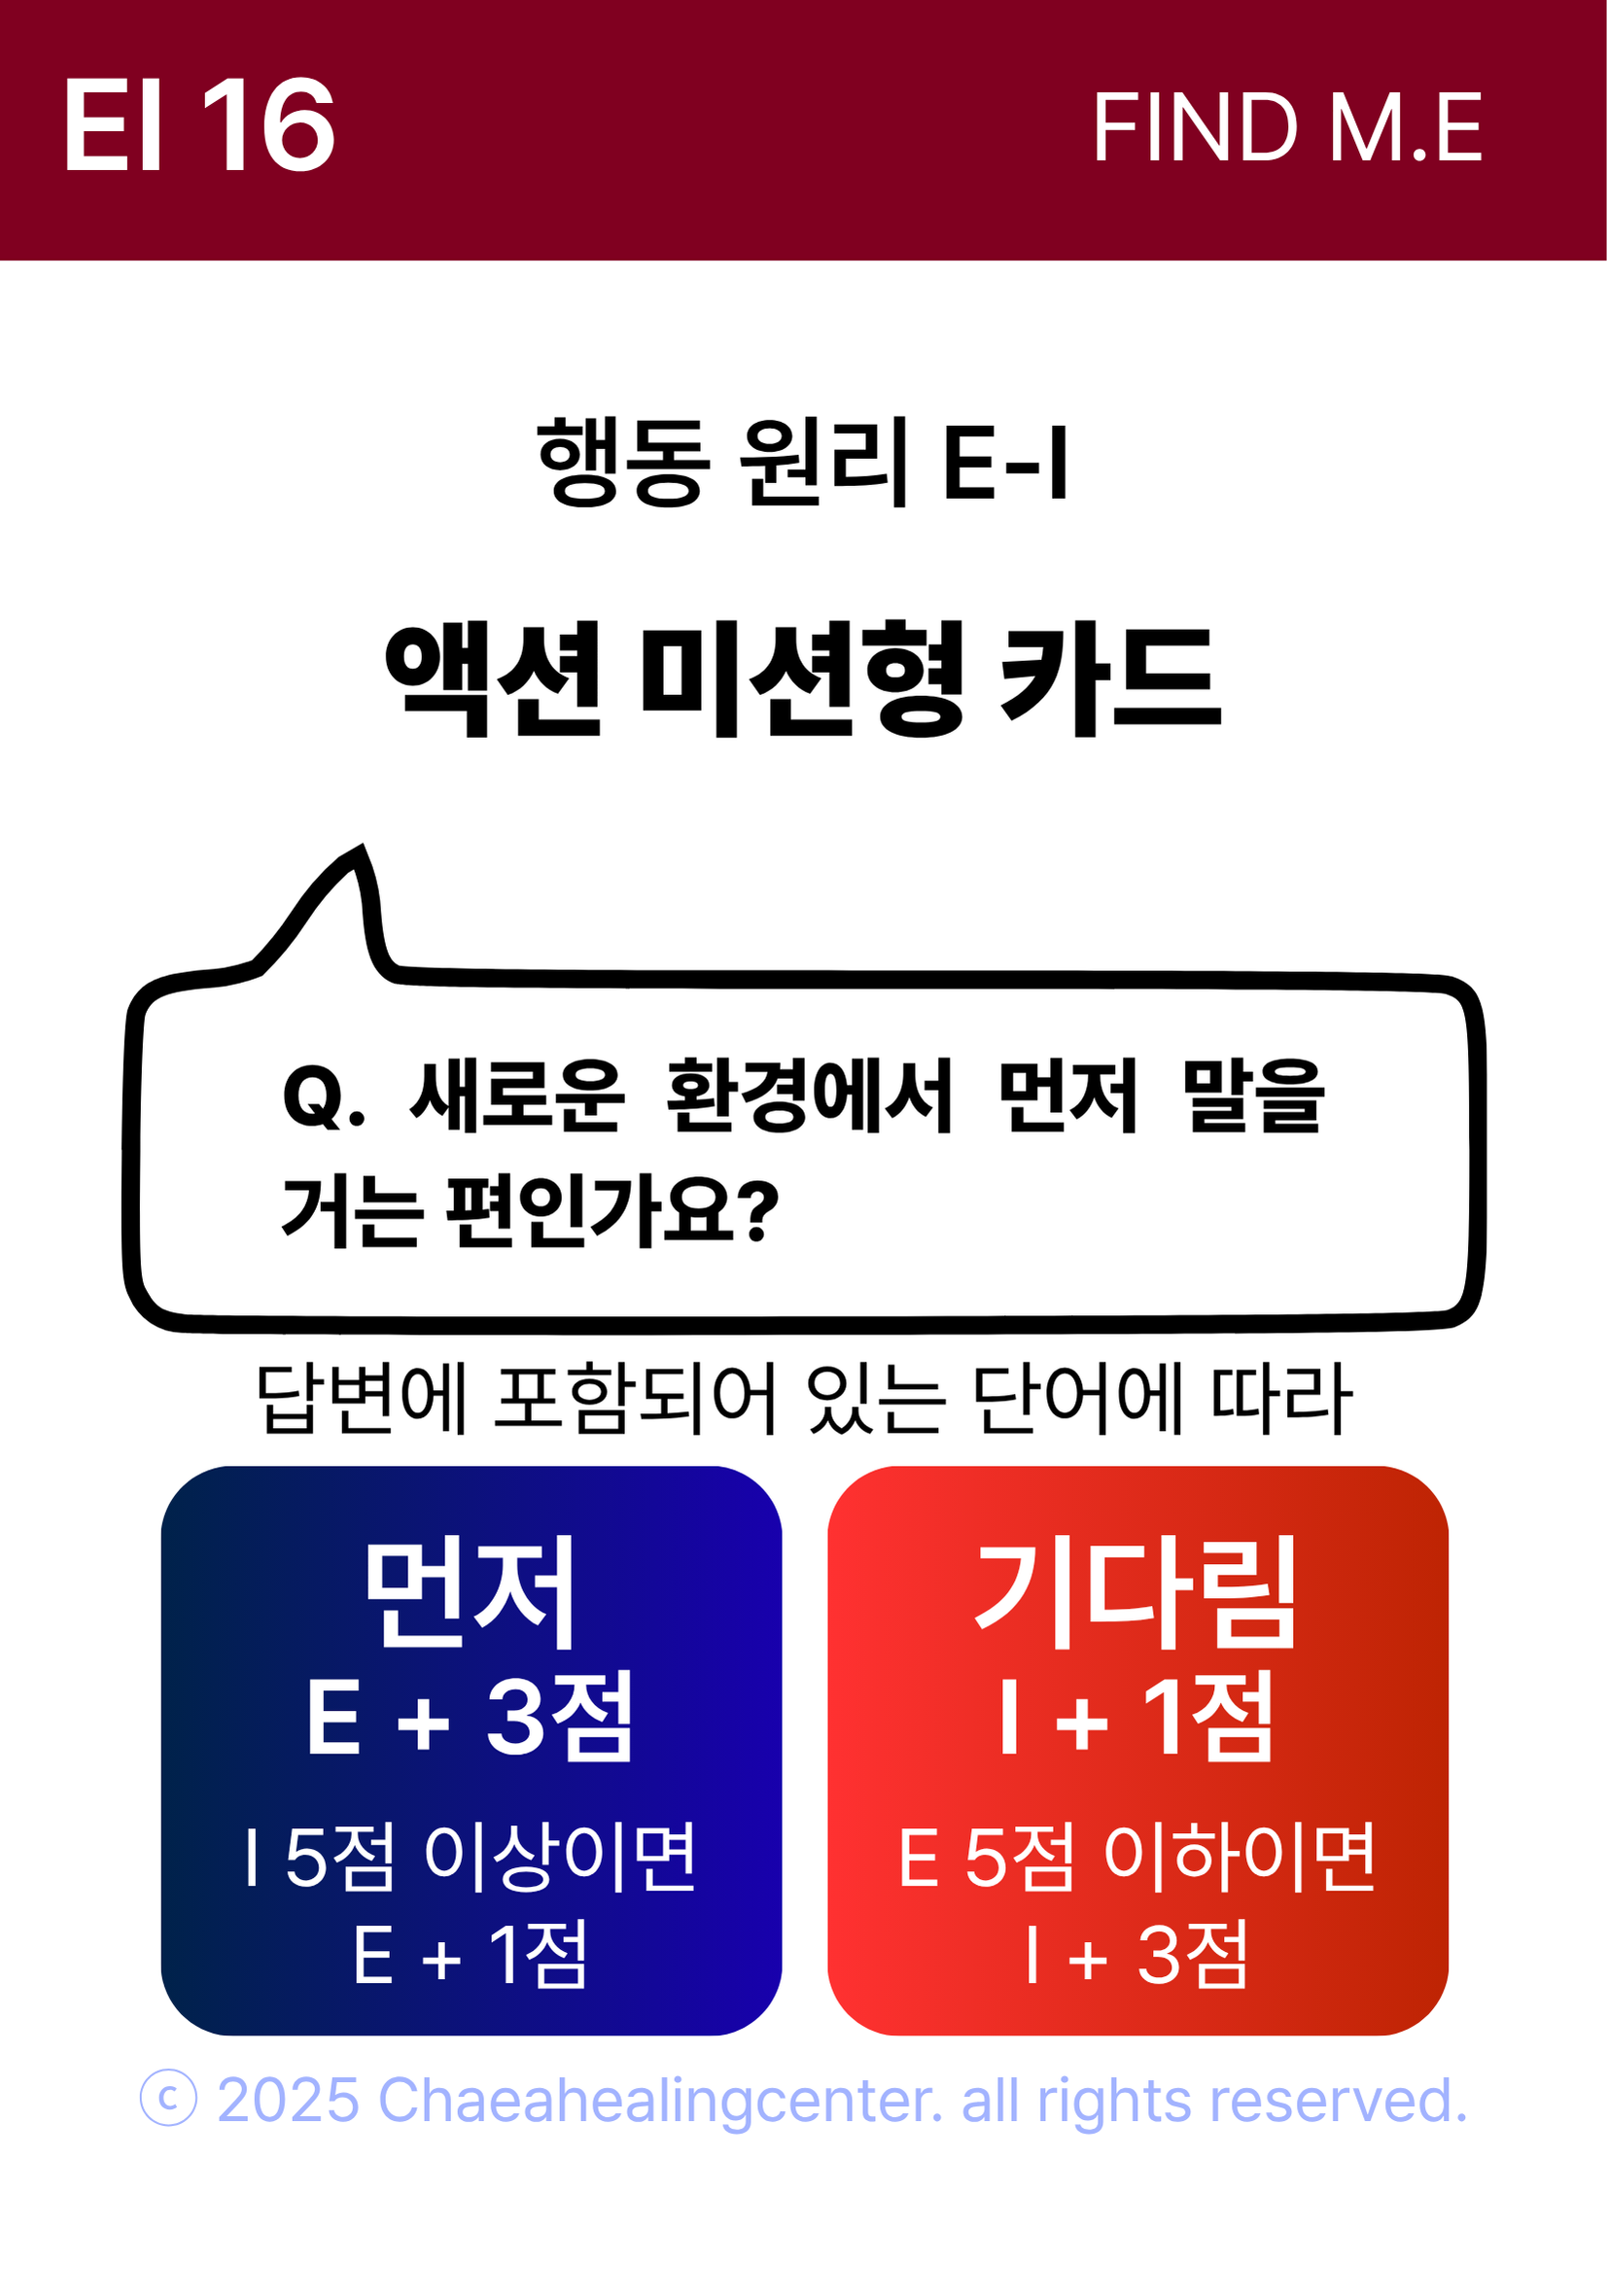 EI 16
FIND M.E
행동 원리 E-I
액션 미션형 카드
Q. 새로운 환경에서 먼저 말을
거는 편인가요?
답변에 포함되어 있는 단어에 따라
먼저
E + 3점
I 5점 이상이면
E + 1점
기다림
I + 1점
E 5점 이하이면
I + 3점
ⓒ 2025 Chaeahealingcenter. all rights reserved.